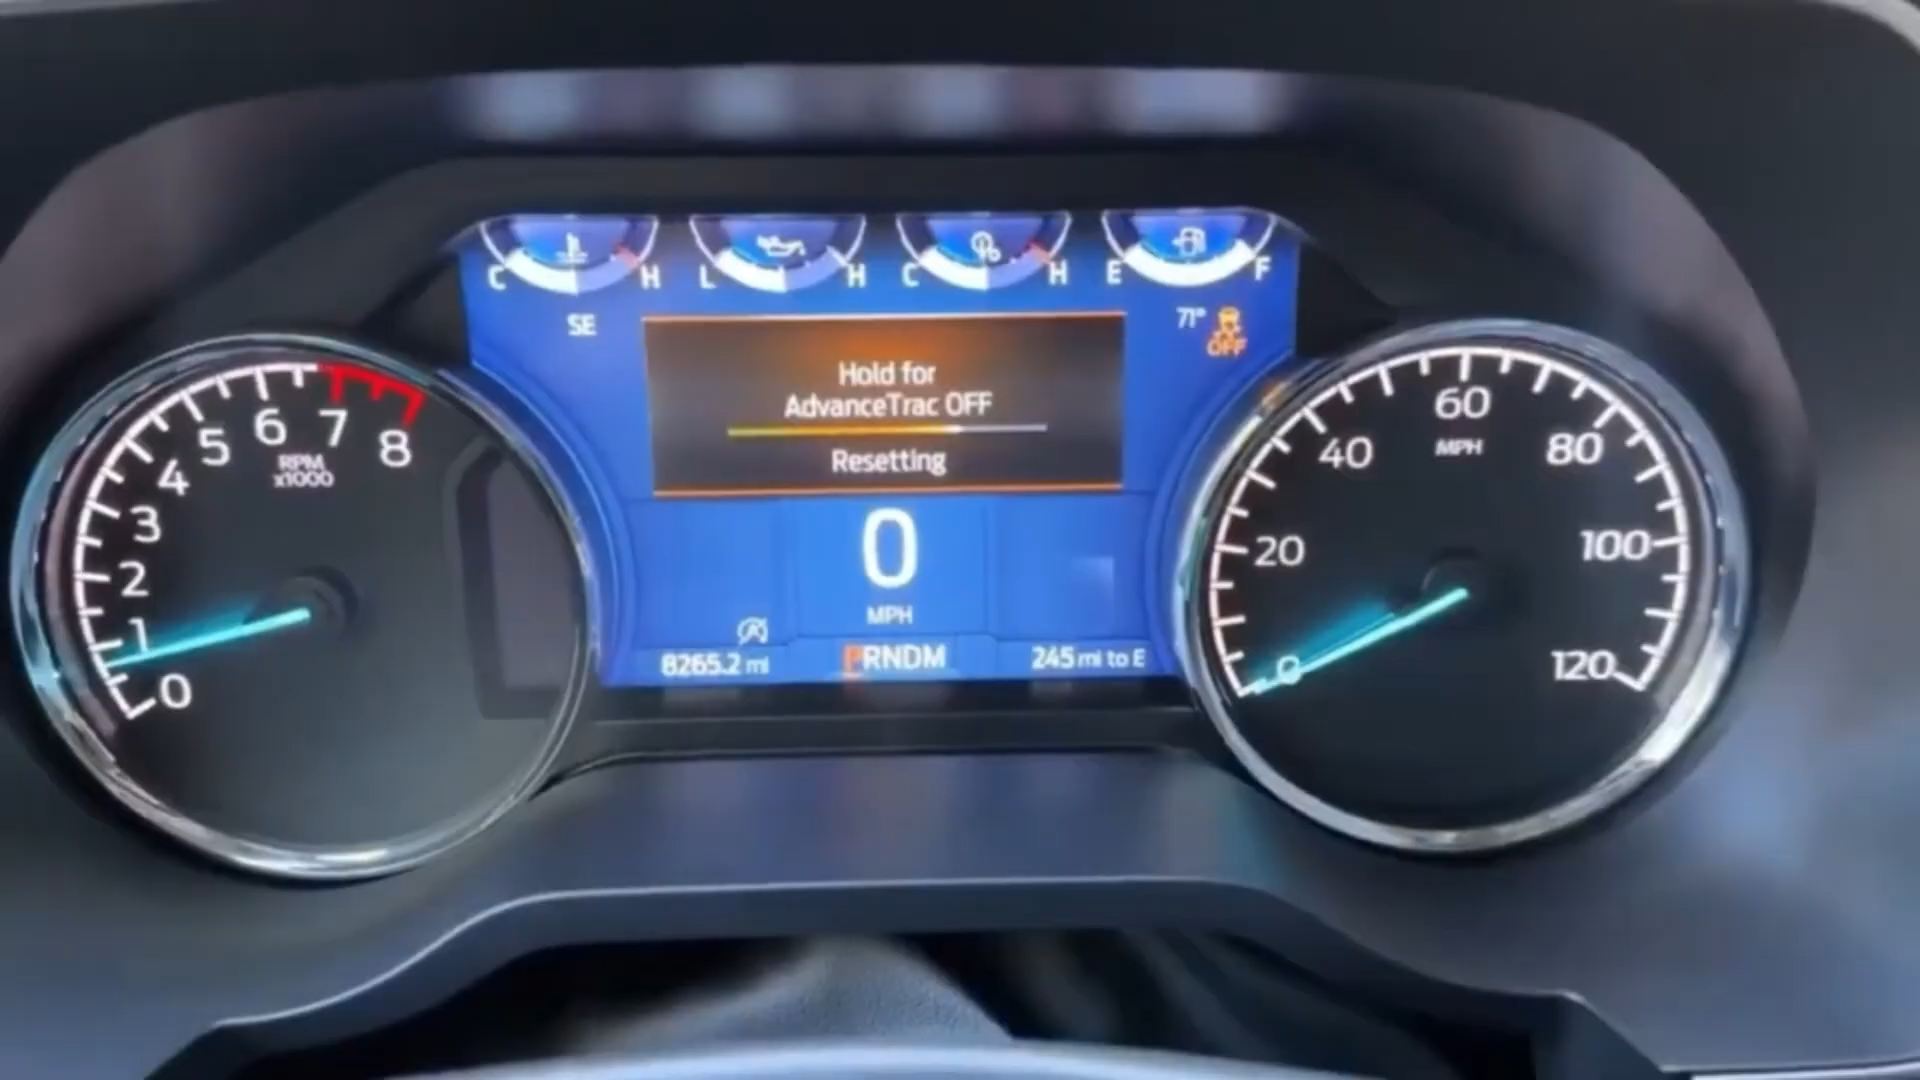 C H L H C H E F
SE
71°
OFF
Hold for
AdvanceTrac OFF
Resetting
0
MPH
8265.2 mi
PRNDM
245 mi to E
0
1
2
3
4
5
6
7
8
RPM
x1000
0
20
40
60
80
100
120
MPH